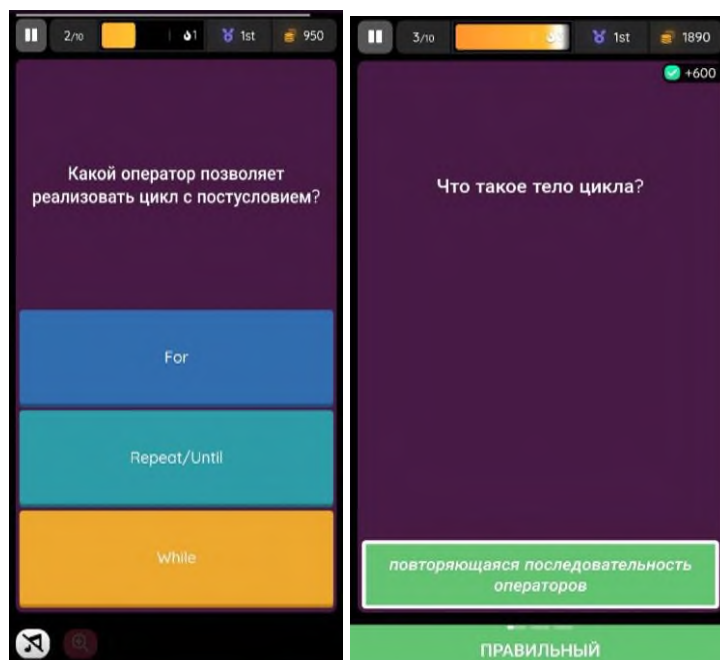 2/10
1
1st
950
Какой оператор позволяет
реализовать цикл с постусловием?
For
Repeat/Until
While
3/10
1st
1890
+600
Что такое тело цикла?
повторяющаяся последовательность
операторов
ПРАВИЛЬНЫЙ